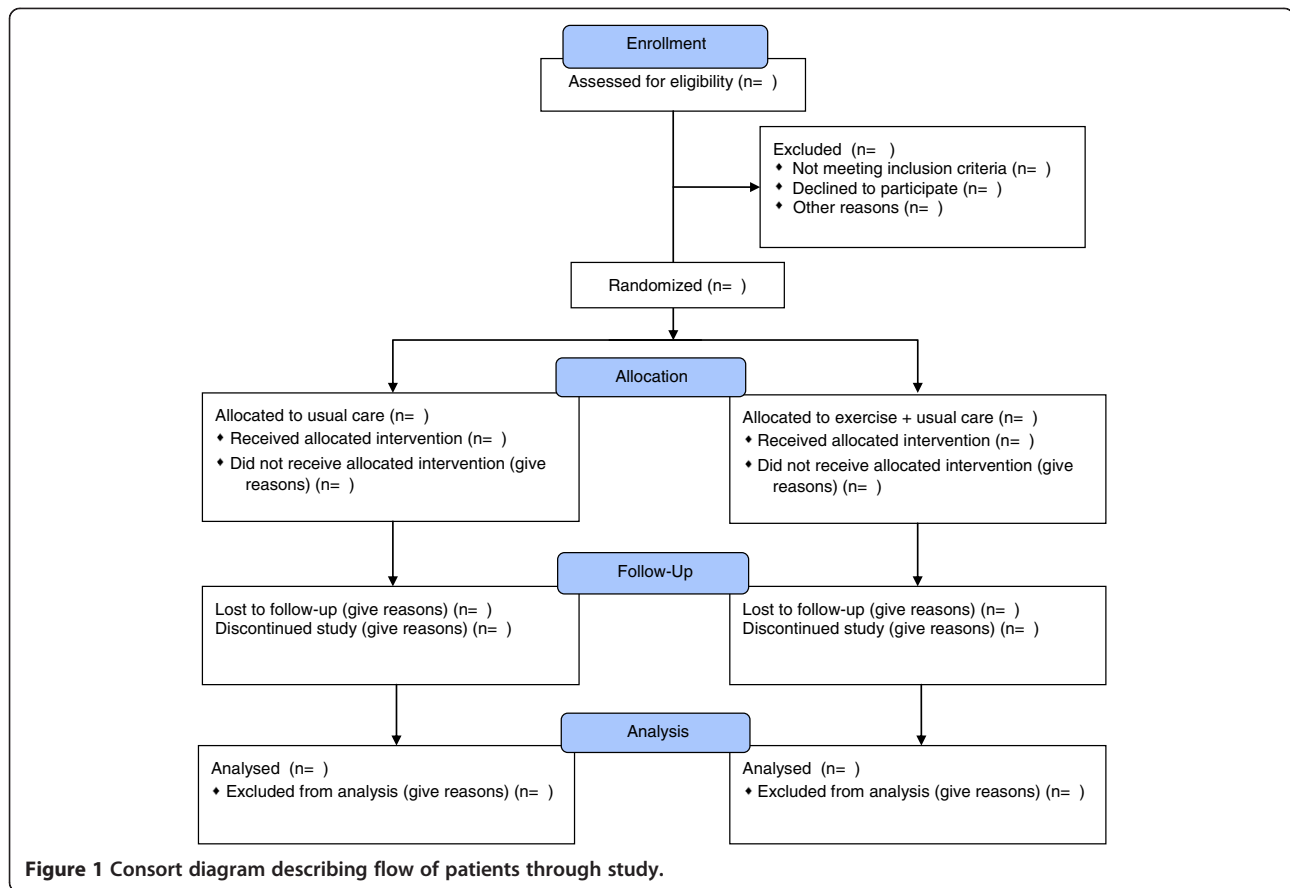 Enrollment
Assessed for eligibility (n=  )
Excluded  (n=   )
♦ Not meeting inclusion criteria (n=  )
♦ Declined to participate (n=  )
♦ Other reasons (n=  )
Randomized (n=  )
Allocation
Allocated to usual care (n=  )
♦ Received allocated intervention (n=  )
♦ Did not receive allocated intervention (give
reasons) (n=  )
Allocated to exercise + usual care (n=  )
♦ Received allocated intervention (n=  )
♦ Did not receive allocated intervention (give
reasons) (n=  )
Follow-Up
Lost to follow-up (give reasons) (n=  )
Discontinued study (give reasons) (n=  )
Lost to follow-up (give reasons) (n=  )
Discontinued study (give reasons) (n=  )
Analysis
Analysed  (n=  )
♦ Excluded from analysis (give reasons) (n=  )
Analysed  (n=  )
♦ Excluded from analysis (give reasons) (n=  )
Figure 1 Consort diagram describing flow of patients through study.